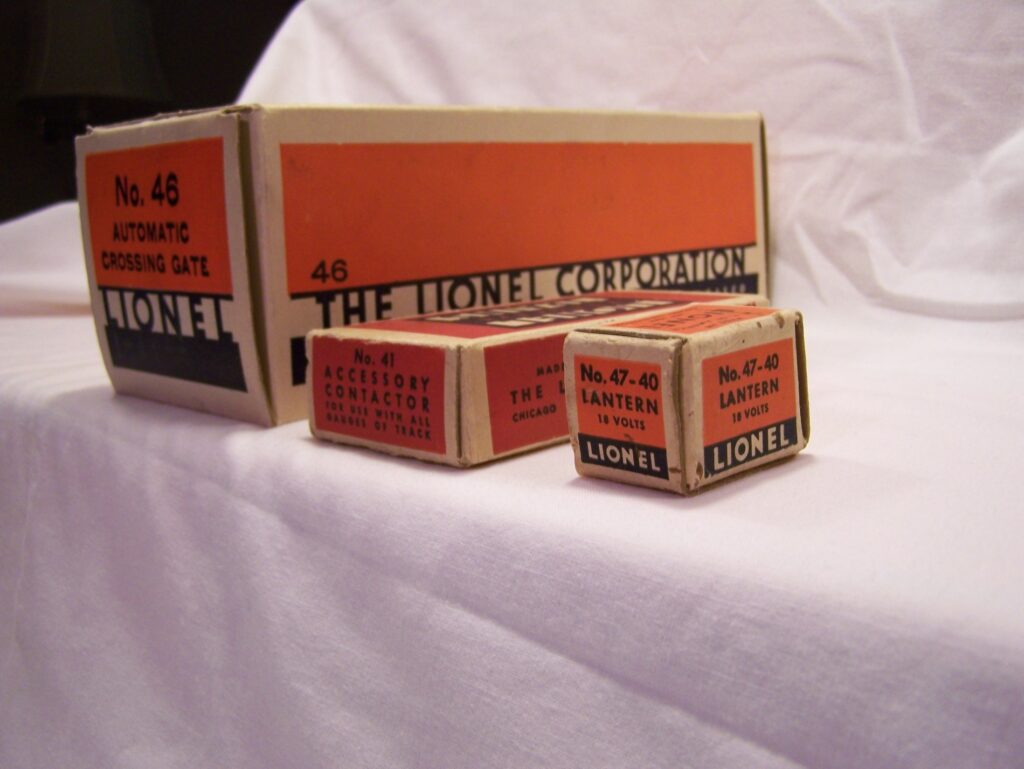 No. 46
AUTOMATIC
CROSSING GATE
LIONEL
46
THE LIONEL CORPORATION
No. 41
ACCESSORY
CONTACTOR
FOR USE WITH ALL
GAUGES OF TRACK
MAD
THE L
CHICAGO
No. 47-40
LANTERN
18 VOLTS
LIONEL
No. 47-40
LANTERN
18 VOLTS
LIONEL